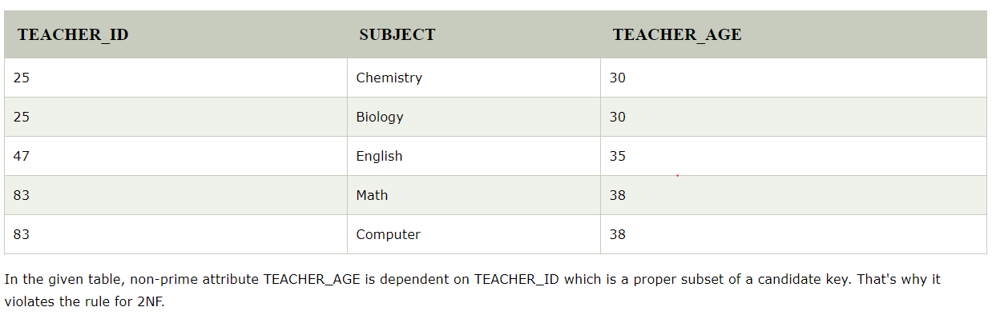 TEACHER_ID SUBJECT TEACHER_AGE
25 Chemistry 30
25 Biology 30
47 English 35
83 Math 38
83 Computer 38
In the given table, non-prime attribute TEACHER_AGE is dependent on TEACHER_ID which is a proper subset of a candidate key. That's why it
violates the rule for 2NF.